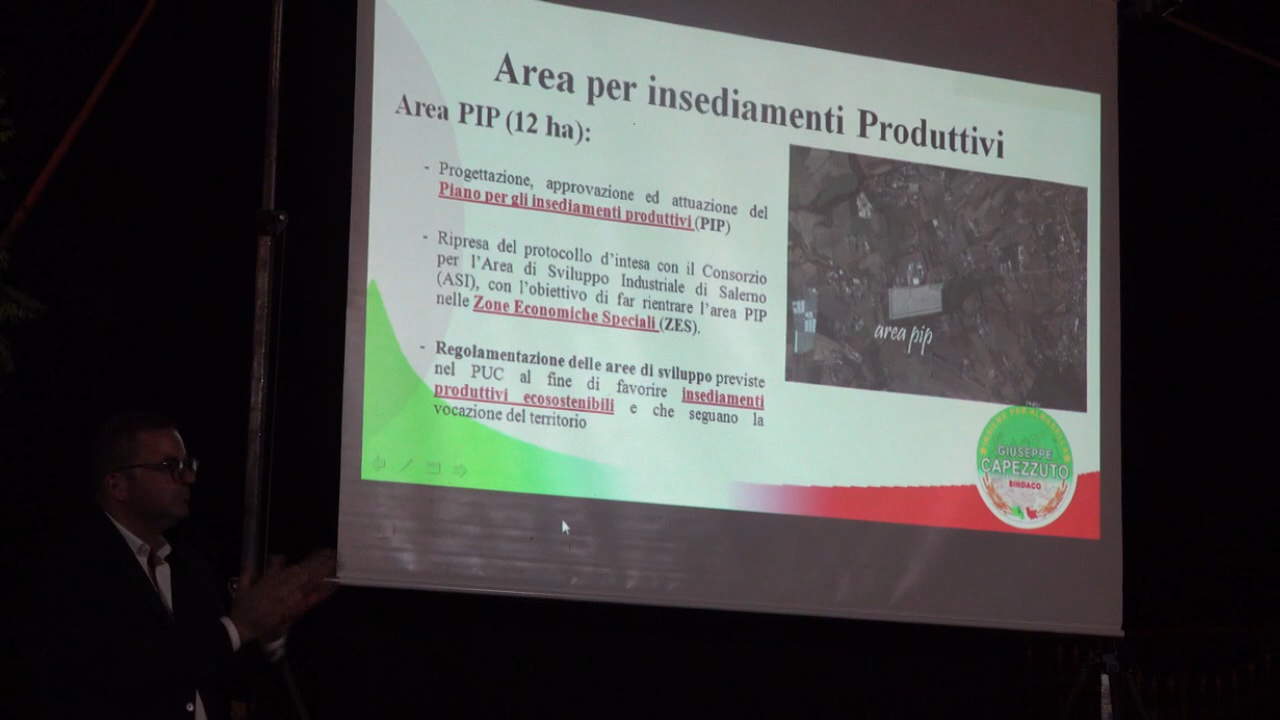 Area per insediamenti Produttivi
Area PIP (12 ha):
- Progettazione, approvazione ed attuazione del
Piano per gli insediamenti produttivi (PIP)
- Ripresa del protocollo d'intesa con il Consorzio
per l'Area di Sviluppo Industriale di Salerno
(ASI), con l'obiettivo di far rientrare l'area PIP
nelle Zone Economiche Speciali (ZES).
- Regolamentazione delle aree di sviluppo previste
nel PUC al fine di favorire insediamenti
produttivi ecosostenibili e che seguano la
vocazione del territorio
area pip
GIUSEPPE
CAPEZZUTO
SINDACO